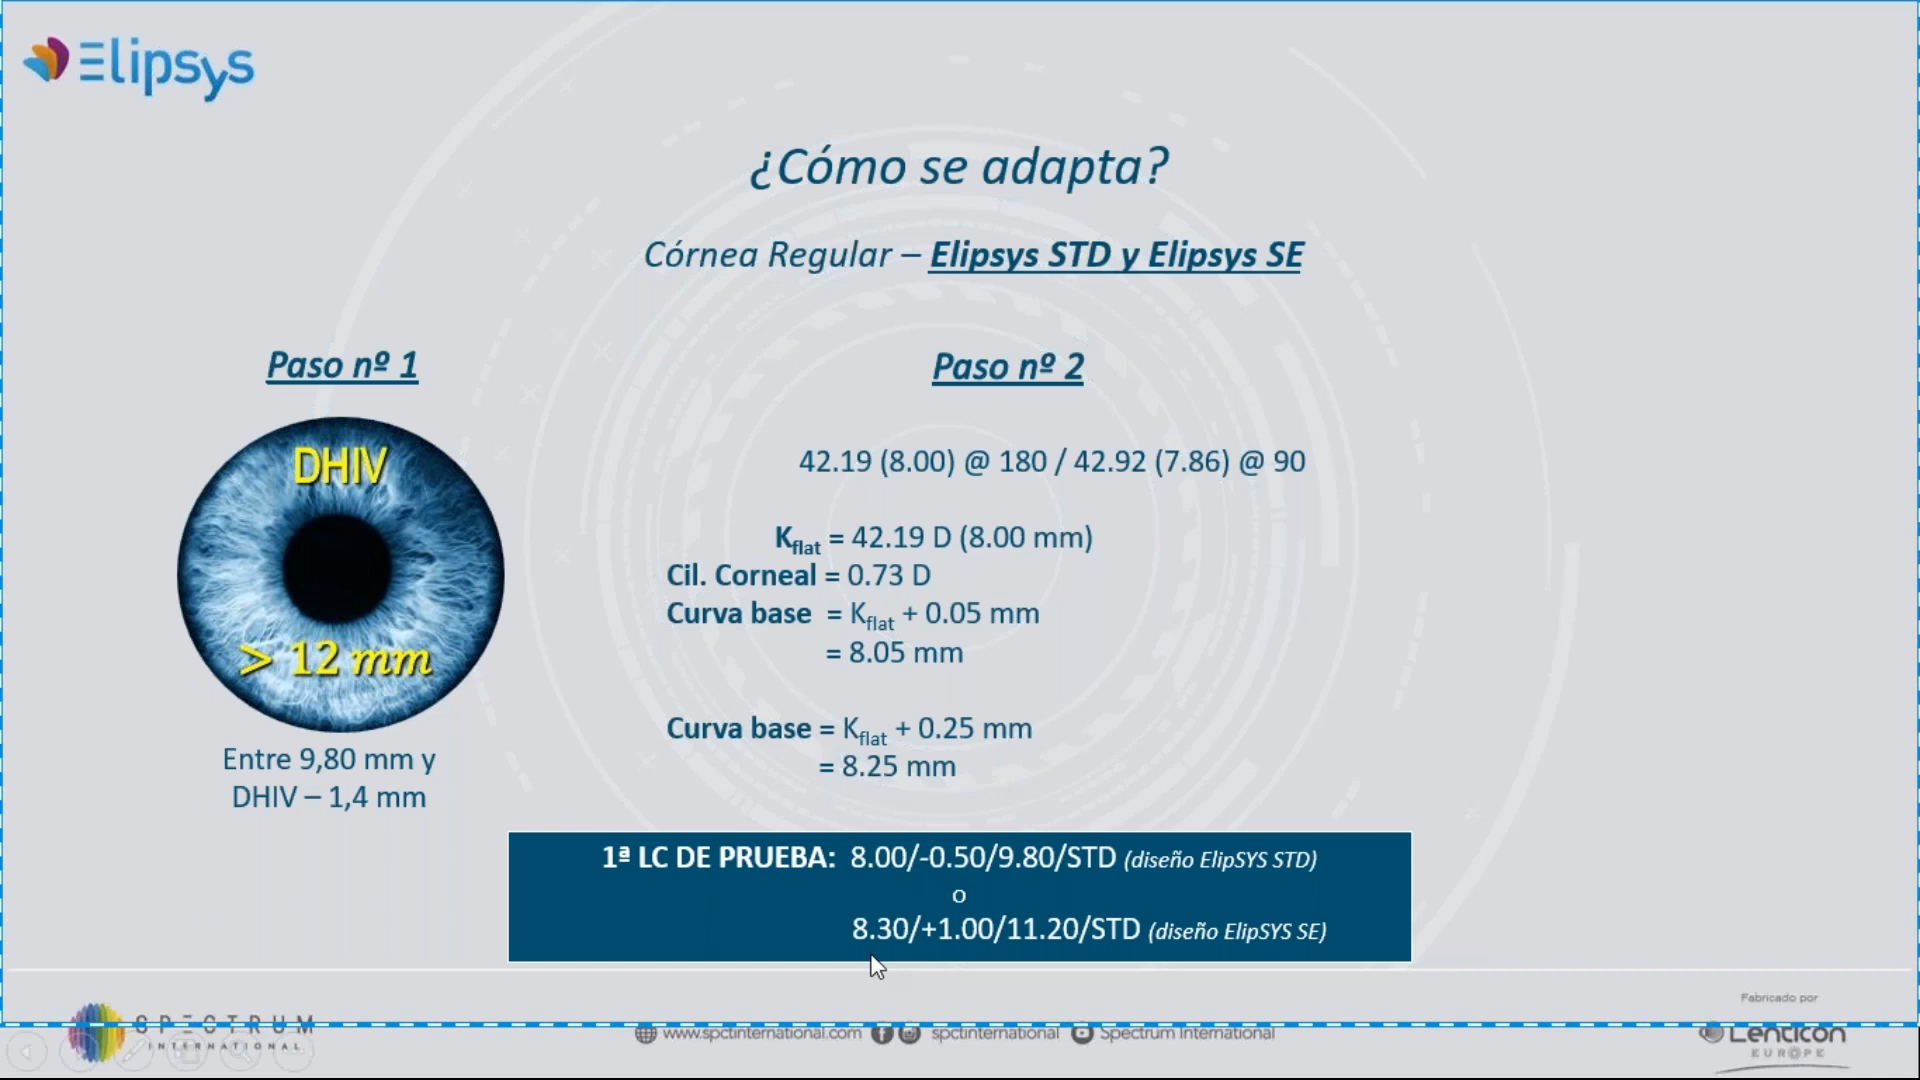 Elipsys
¿Cómo se adapta?
Córnea Regular – Elipsys STD y Elipsys SE
Paso nº 1
DHIV
> 12 mm
Entre 9,80 mm y
DHIV – 1,4 mm
Paso nº 2
42.19 (8.00) @ 180 / 42.92 (7.86) @ 90
Kflat = 42.19 D (8.00 mm)
Cil. Corneal = 0.73 D
Curva base = Kflat + 0.05 mm
= 8.05 mm
Curva base = Kflat + 0.25 mm
= 8.25 mm
1ª LC DE PRUEBA: 8.00/-0.50/9.80/STD (diseño ElipSYS STD)
o
8.30/+1.00/11.20/STD (diseño ElipSYS SE)
SPECTRUM
INTERNATIONAL
www.spctinternational.com spctinternational Spectrum International
Fabricado por
Lenticon
EUROPE